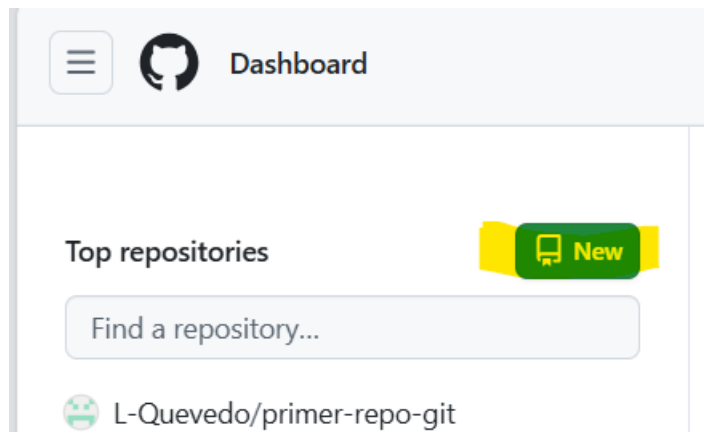 Dashboard
Top repositories
New
Find a repository...
L-Quevedo/primer-repo-git